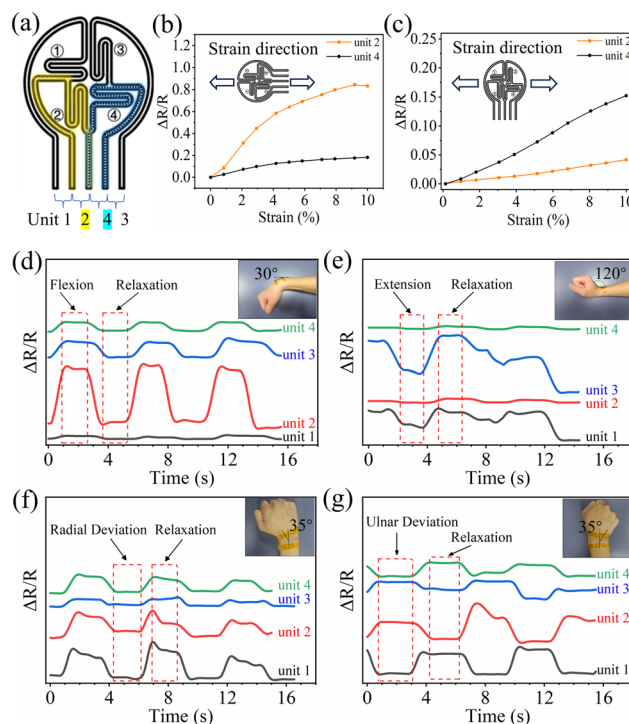 (a)
①
③
②
④
Unit 1 2 4 3
(b)
Strain direction
unit 2
unit 4
ΔR/R
1.2
1.0
0.8
0.6
0.4
0.2
0.0
0 2 4 6 8 10
Strain (%)
(c)
Strain direction
unit 2
unit 4
ΔR/R
0.25
0.20
0.15
0.10
0.05
0.00
0 2 4 6 8 10
Strain (%)
(d)
Flexion
Relaxation
30°
unit 4
unit 3
unit 2
unit 1
ΔR/R
0 4 8 12 16
Time (s)
(e)
Extension
Relaxation
120°
unit 4
unit 3
unit 2
unit 1
ΔR/R
0 4 8 12 16
Time (s)
(f)
Radial Deviation
Relaxation
35°
unit 4
unit 3
unit 2
unit 1
ΔR/R
0 4 8 12 16
Time (s)
(g)
Ulnar Deviation
Relaxation
35°
unit 4
unit 3
unit 2
unit 1
ΔR/R
0 4 8 12 16
Time (s)